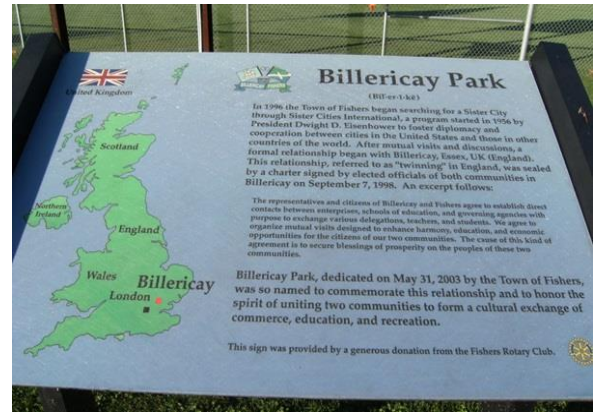 Billericay Park
(Bil-er-i-kē)
United Kingdom
In 1996 the Town of Fishers began searching for a Sister City
through Sister Cities International, a program started in 1956 by
President Dwight D. Eisenhower to foster diplomacy and
cooperation between cities in the United States and those in other
countries of the world. After mutual visits and discussions, a
formal relationship began with Billericay, Essex, UK (England).
This relationship, referred to as "twinning" in England, was sealed
by a charter signed by elected officials of both communities in
Billericay on September 7, 1998. An excerpt follows:
The representatives and citizens of Billericay and Fishers agree to establish direct
contacts between enterprises, schools of education, and governing agencies with
purpose to exchange various delegations, teachers, and students. We agree to
organize mutual visits designed to enhance harmony, education, and economic
opportunities for the citizens of our two communities. The cause of this kind of
agreement is to secure blessings of prosperity on the peoples of these two
communities.
Billericay Park, dedicated on May 31, 2003 by the Town of Fishers,
was so named to commemorate this relationship and to honor the
spirit of uniting two communities to form a cultural exchange of
commerce, education, and recreation.
This sign was provided by a generous donation from the Fishers Rotary Club.
Scotland
Northern
Ireland
England
Wales
Billericay
London